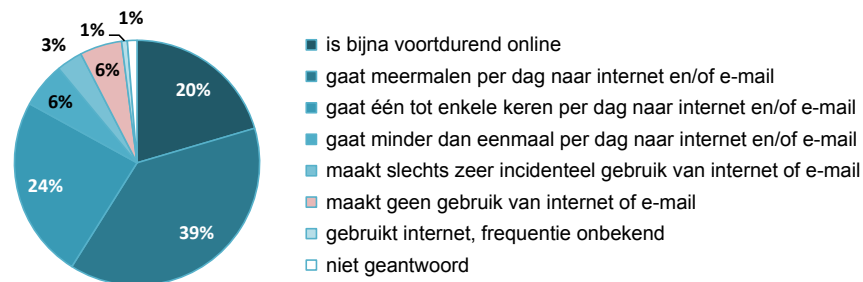 1%
1%
3%
6%
6%
20%
24%
39%
is bijna voortdurend online
gaat meermalen per dag naar internet en/of e-mail
gaat één tot enkele keren per dag naar internet en/of e-mail
gaat minder dan eenmaal per dag naar internet en/of e-mail
maakt slechts zeer incidenteel gebruik van internet of e-mail
maakt geen gebruik van internet of e-mail
gebruikt internet, frequentie onbekend
niet geantwoord